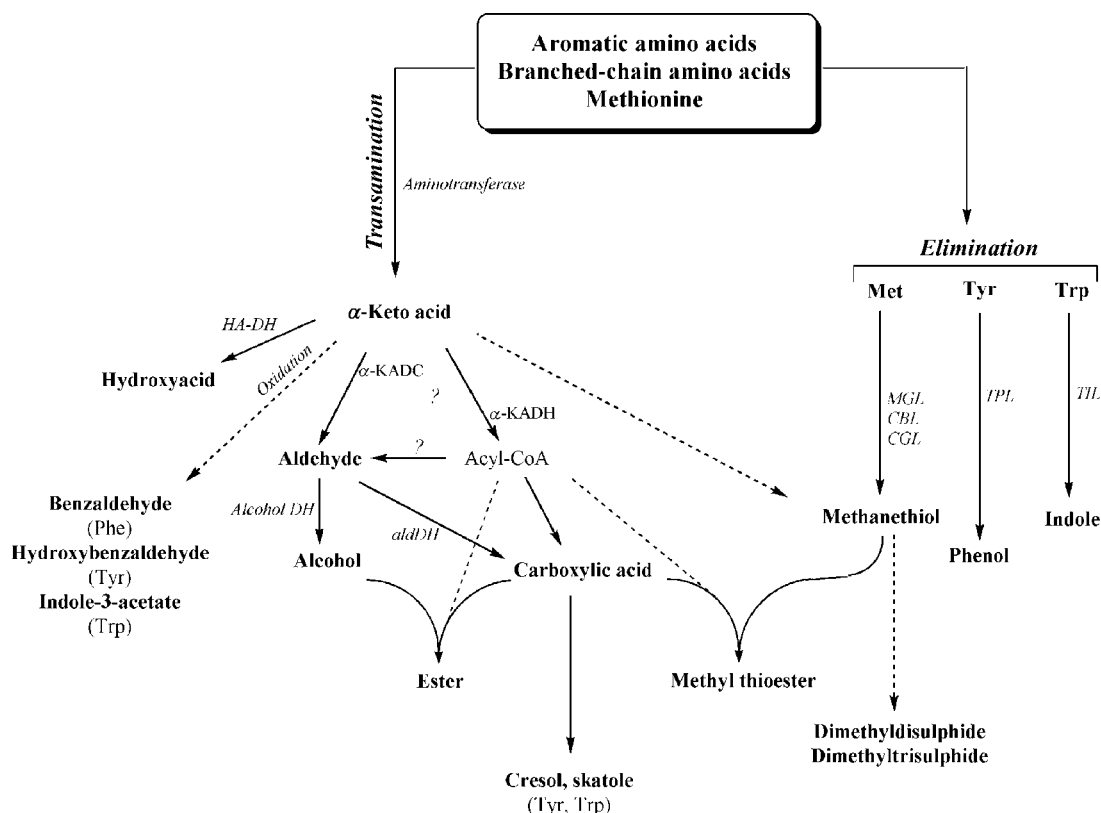 Aromatic amino acids
Branched-chain amino acids
Methionine
Transamination
Aminotransferase
Elimination
Met
Tyr
Trp
α-Keto acid
HA-DH
Hydroxyacid
Oxidation
α-KADC
?
α-KADH
MGL
CBL
CGL
TPL
TIL
Aldehyde
?
Acyl-CoA
Benzaldehyde
(Phe)
Hydroxybenzaldehyde
(Tyr)
Indole-3-acetate
(Trp)
Alcohol DH
aldDH
Alcohol
Carboxylic acid
Methanethiol
Phenol
Indole
Ester
Methyl thioester
Dimethyldisulphide
Dimethyltrisulphide
Cresol, skatole
(Tyr, Trp)